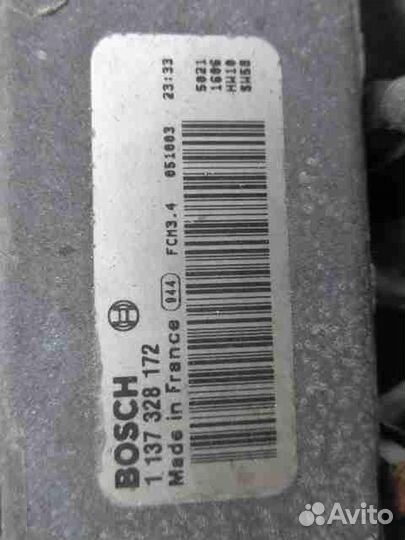 BOSCH
1 137 328 172
Made in France
944
FCM3.4
051003
23:33
5021
1606
HW10
SW58
Avito